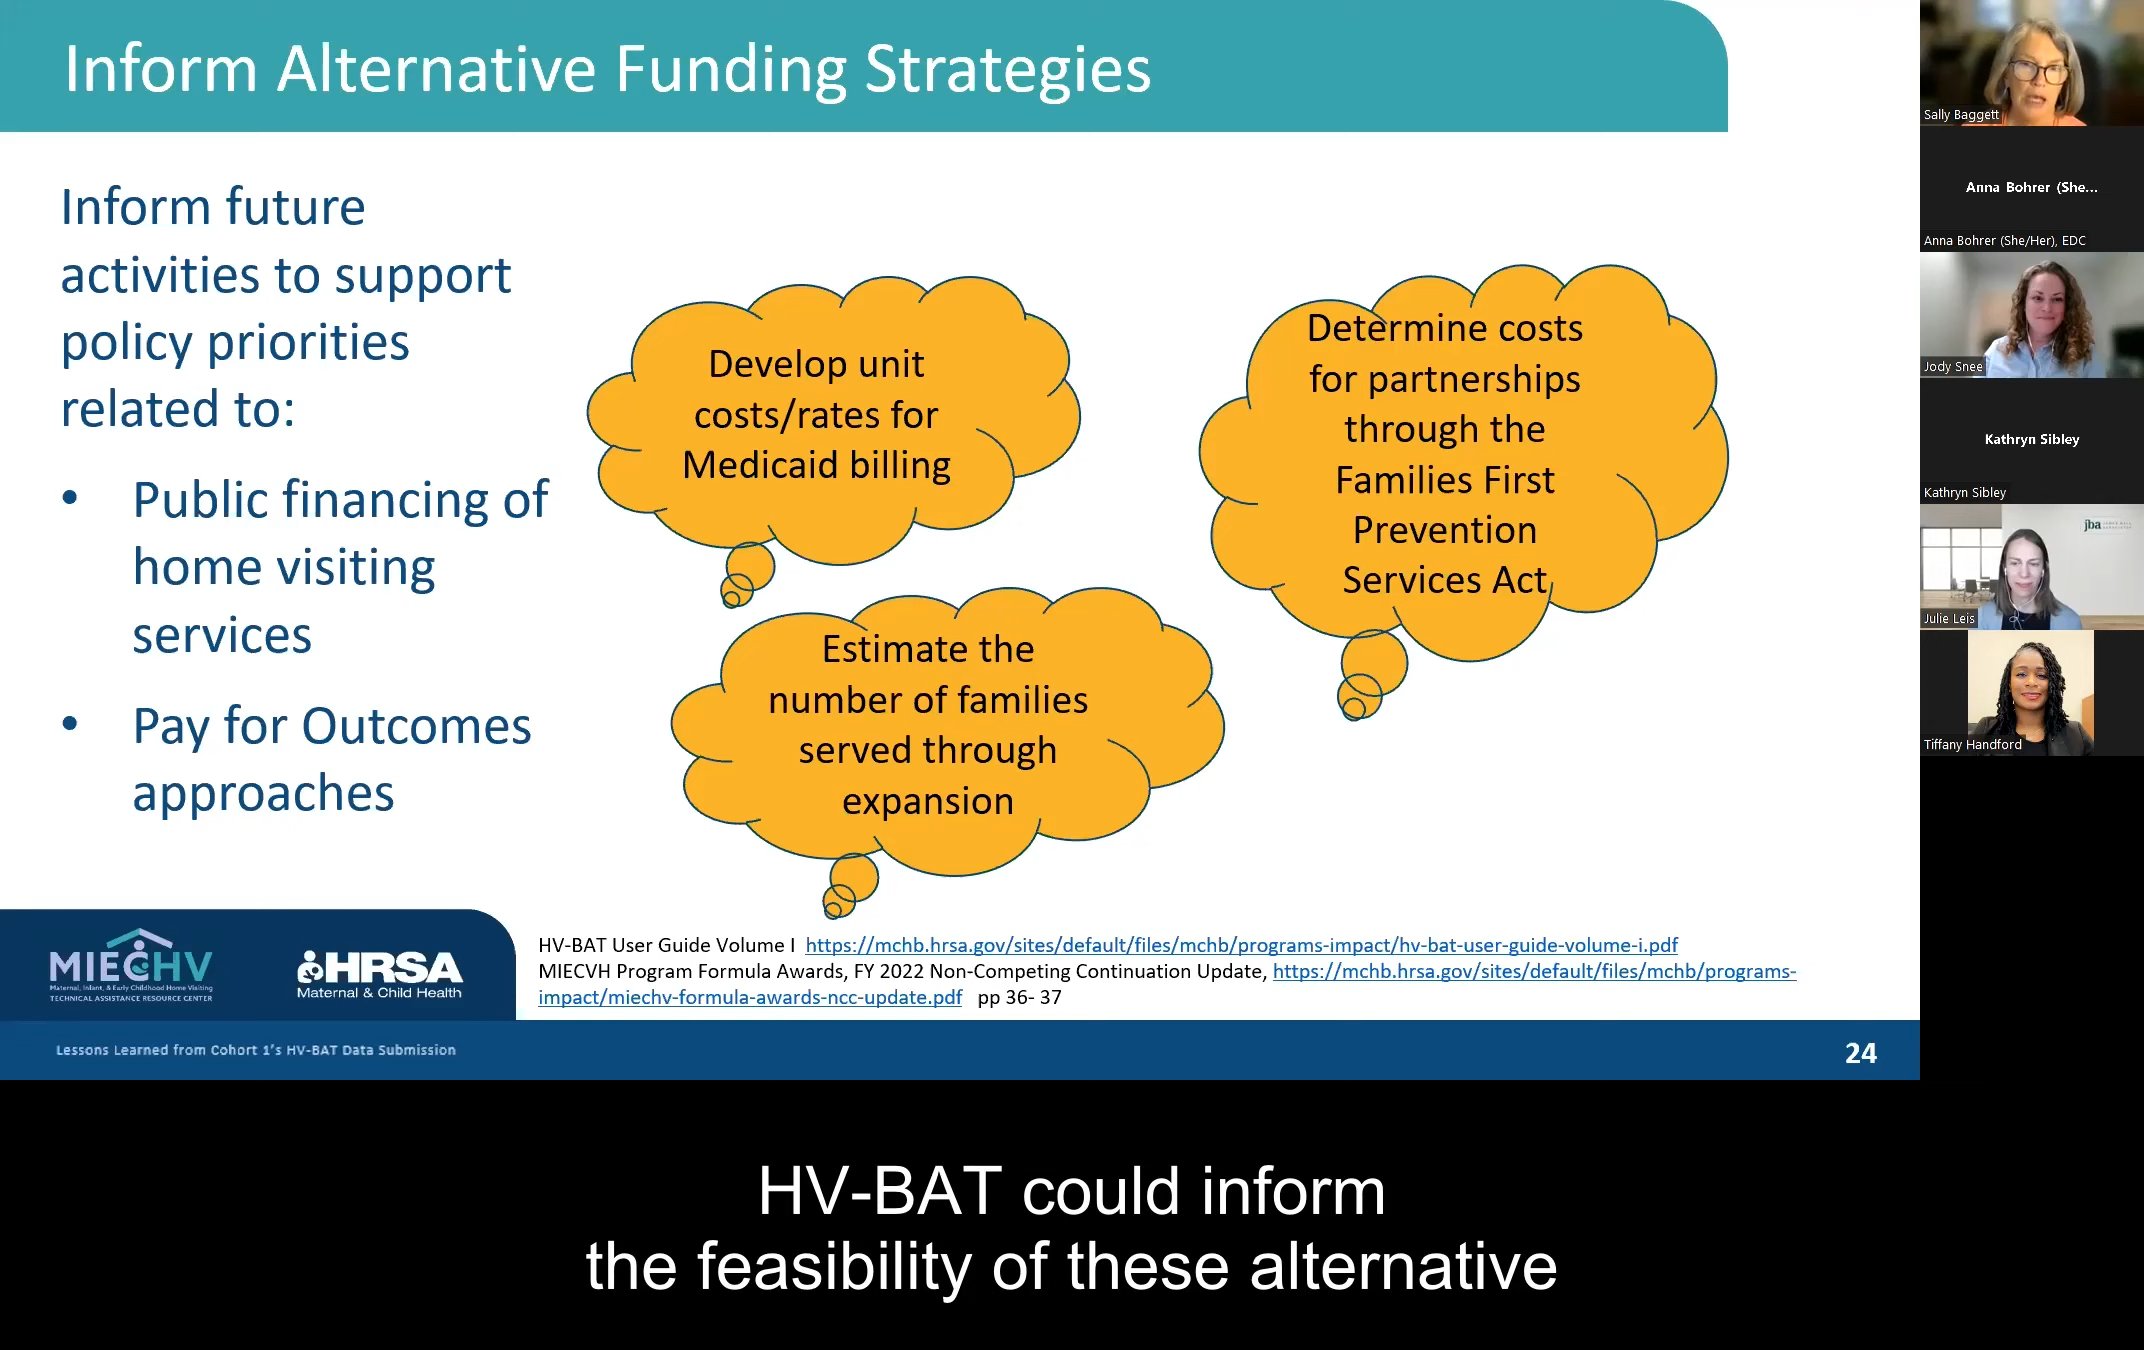 Inform Alternative Funding Strategies
Inform future
activities to support
policy priorities
related to:
• Public financing of
home visiting
services
• Pay for Outcomes
approaches
Develop unit
costs/rates for
Medicaid billing
Estimate the
number of families
served through
expansion
Determine costs
for partnerships
through the
Families First
Prevention
Services Act
HV-BAT User Guide Volume I https://mchb.hrsa.gov/sites/default/files/mchb/programs-impact/hv-bat-user-guide-volume-i.pdf
MIECVH Program Formula Awards, FY 2022 Non-Competing Continuation Update, https://mchb.hrsa.gov/sites/default/files/mchb/programs-
impact/miechv-formula-awards-ncc-update.pdf pp 36- 37
MIECHV
Maternal, Infant, & Early Childhood Home Visiting
TECHNICAL ASSISTANCE RESOURCE CENTER
HRSA
Maternal & Child Health
Lessons Learned from Cohort 1's HV-BAT Data Submission
24
Sally Baggett
Anna Bohrer (She...
Anna Bohrer (She/Her), EDC
Jody Snee
Kathryn Sibley
Kathryn Sibley
jba
Julie Leis
Tiffany Handford
HV-BAT could inform
the feasibility of these alternative